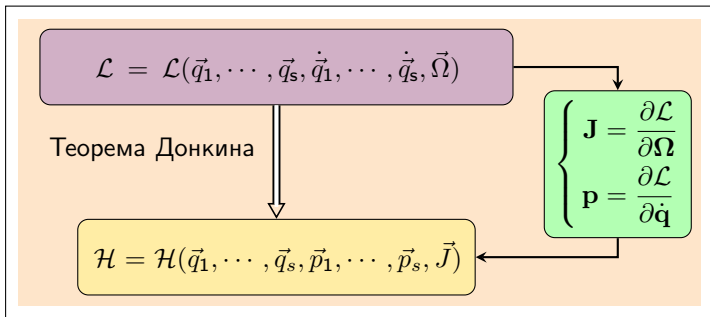 ℒ = ℒ(q⃗₁, ⋯ , q⃗ₛ, q̇⃗₁, ⋯ , q̇⃗ₛ, Ω⃗)
J = ∂ℒ/∂Ω
Теорема Донкина
p = ∂ℒ/∂q̇
ℋ = ℋ(q⃗₁, ⋯ , q⃗ₛ, p⃗₁, ⋯ , p⃗ₛ, J⃗)